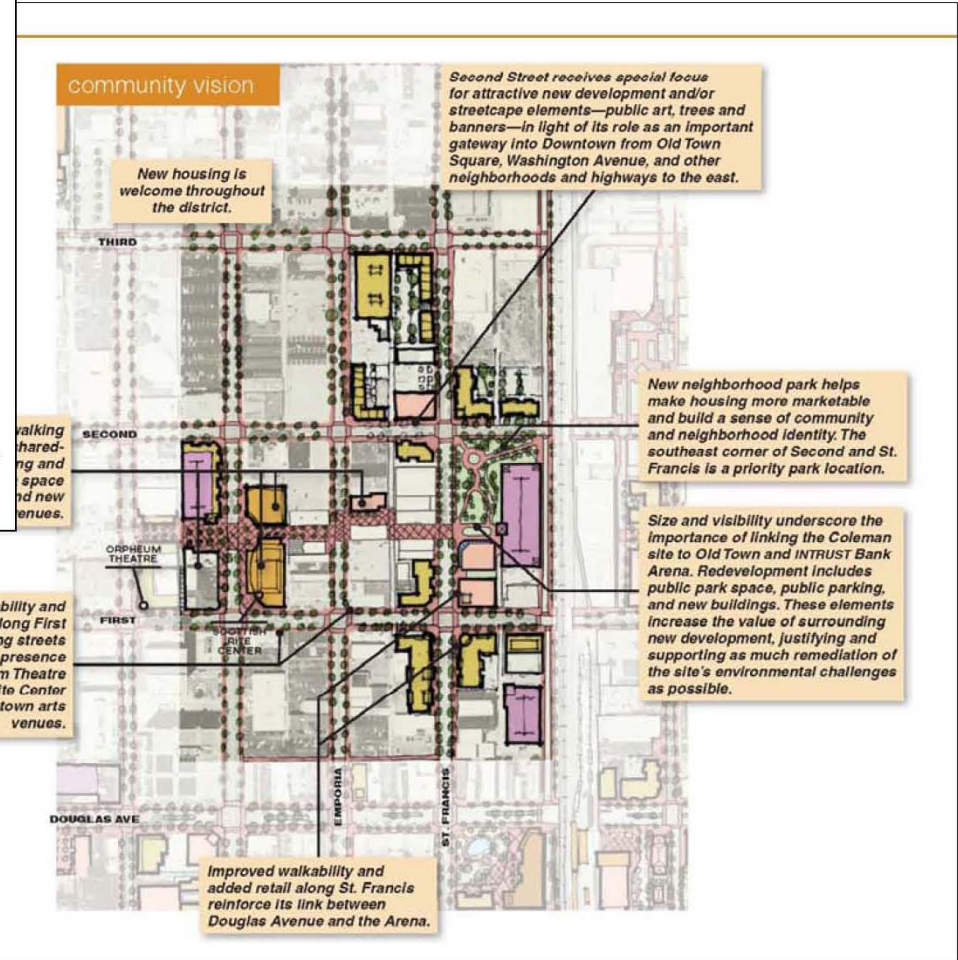 community vision
Second Street receives special focus
for attractive new development and/or
streetscape elements—public art, trees and
banners—in light of its role as an important
gateway into Downtown from Old Town
Square, Washington Avenue, and other
neighborhoods and highways to the east.
New housing is
welcome throughout
the district.
THIRD
New neighborhood park helps
make housing more marketable
and build a sense of community
and neighborhood identity. The
southeast corner of Second and St.
Francis is a priority park location.
walking
shared-
ng and
space
nd new
venues.
SECOND
Size and visibility underscore the
importance of linking the Coleman
site to Old Town and INTRUST Bank
Arena. Redevelopment includes
public park space, public parking,
and new buildings. These elements
increase the value of surrounding
new development, justifying and
supporting as much remediation of
the site's environmental challenges
as possible.
ORPHEUM
THEATRE
FIRST
SCOTTISH
RITE
CENTER
bility and
long First
ng streets
presence
m Theatre
ite Center
town arts
venues.
EMPORIA
ST. FRANCIS
DOUGLAS AVE
Improved walkability and
added retail along St. Francis
reinforce its link between
Douglas Avenue and the Arena.